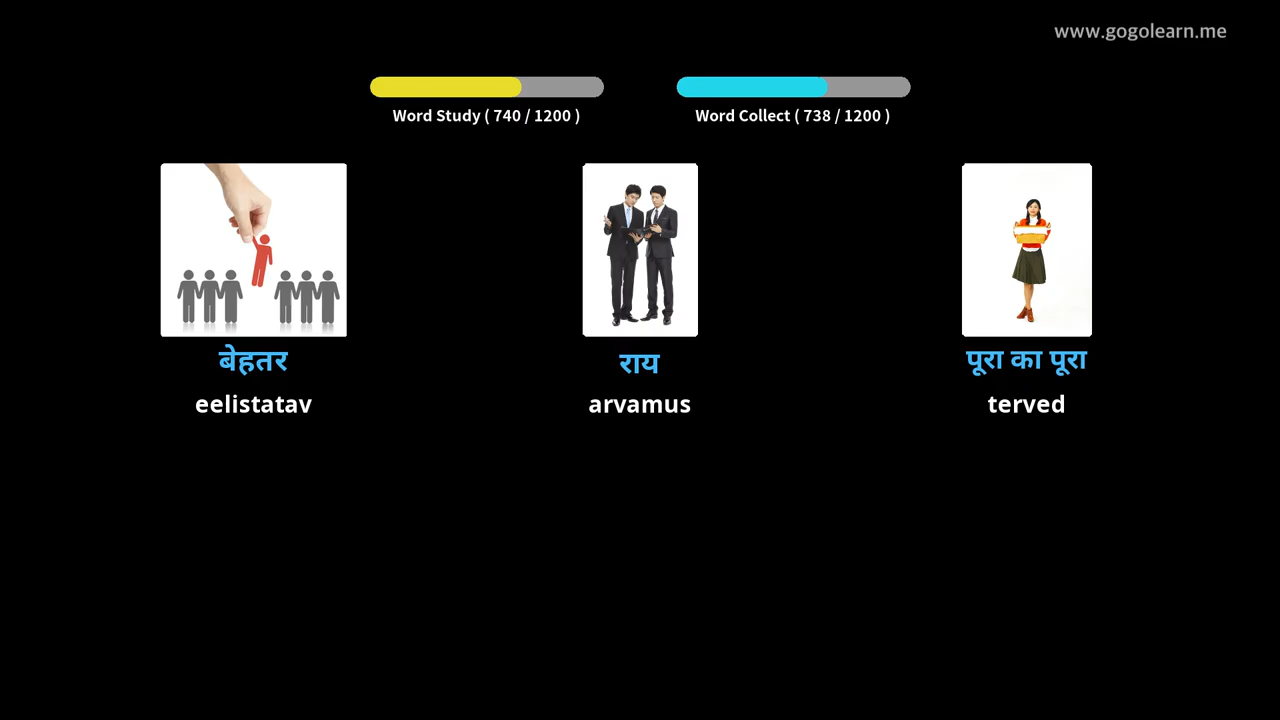 www.gogolearn.me
Word Study ( 740 / 1200 )
Word Collect ( 738 / 1200 )
बेहतर
राय
पूरा का पूरा
eelistatav
arvamus
terved